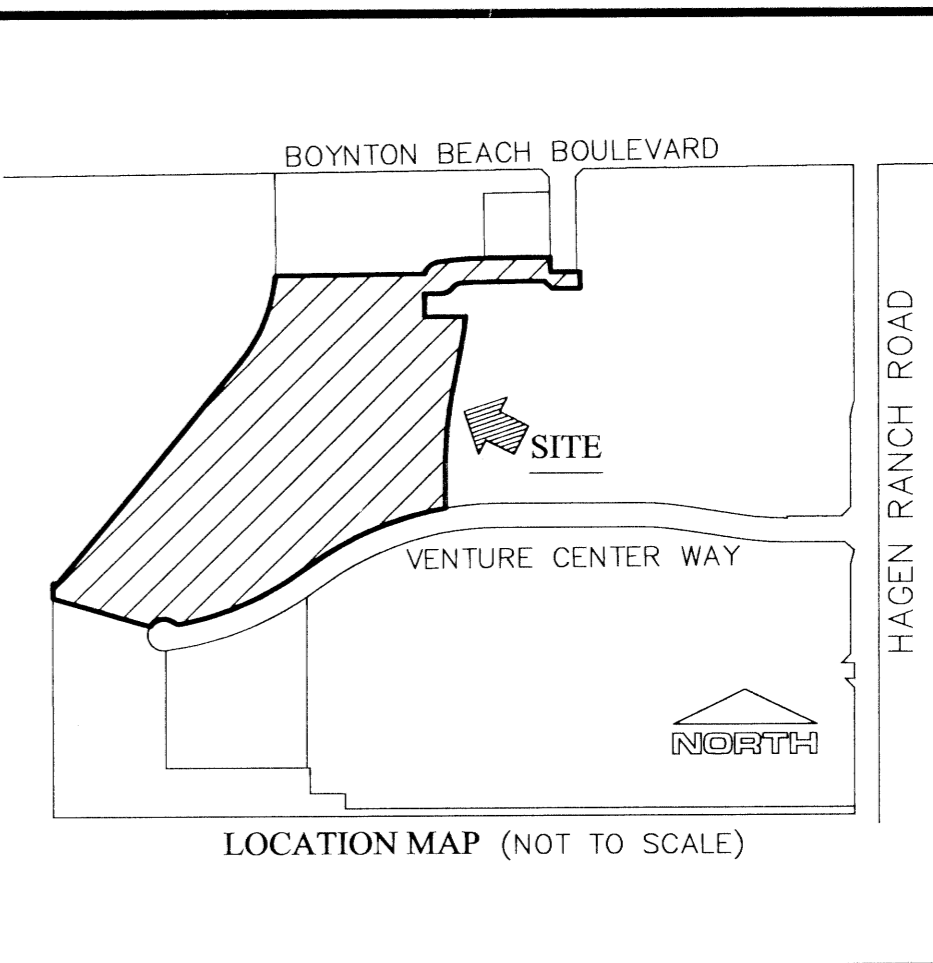 BOYNTON BEACH BOULEVARD
HAGEN RANCH ROAD
SITE
VENTURE CENTER WAY
NORTH
LOCATION MAP (NOT TO SCALE)